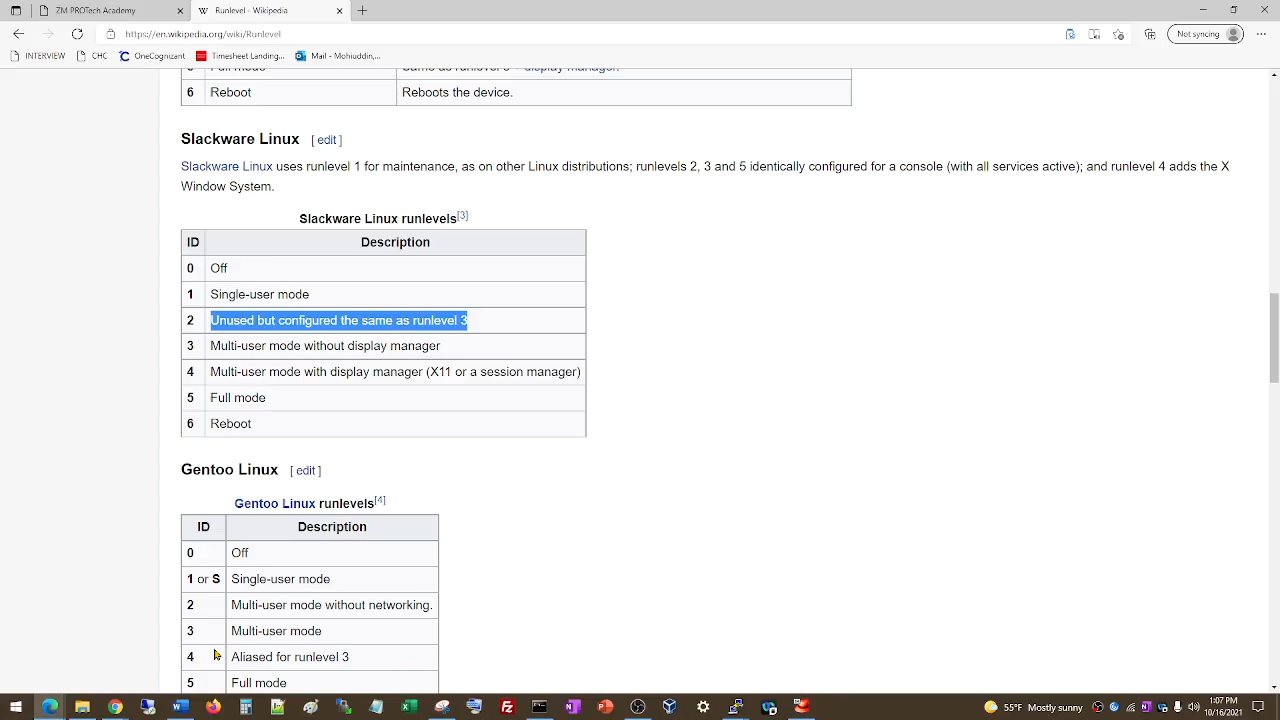 ZM PROTech Academy
Runlevel - Wikipedia
https://en.wikipedia.org/wiki/Runlevel
Not syncing
INTERVIEW
CHC
OneCognizant
Timesheet Landing...
Mail - Mohiuddin,...
6 Reboot Reboots the device.
Slackware Linux [ edit ]
Slackware Linux uses runlevel 1 for maintenance, as on other Linux distributions; runlevels 2, 3 and 5 identically configured for a console (with all services active); and runlevel 4 adds the X
Window System.
Slackware Linux runlevels[3]
ID Description
0 Off
1 Single-user mode
2 Unused but configured the same as runlevel 3
3 Multi-user mode without display manager
4 Multi-user mode with display manager (X11 or a session manager)
5 Full mode
6 Reboot
Gentoo Linux [ edit ]
Gentoo Linux runlevels[4]
ID Description
0 Off
1 or S Single-user mode
2 Multi-user mode without networking.
3 Multi-user mode
4 Aliased for runlevel 3
5 Full mode
55°F Mostly sunny
1:07 PM
10/16/2021